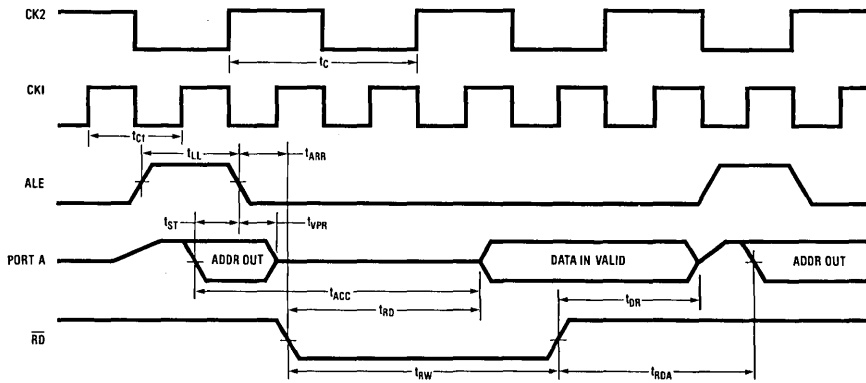 CK2
tC
CKI
tC1
tLL
tARR
ALE
tST
tVPR
PORT A
ADDR OUT
DATA IN VALID
ADDR OUT
tACC
tDR
tRD
RD
tRW
tRDA